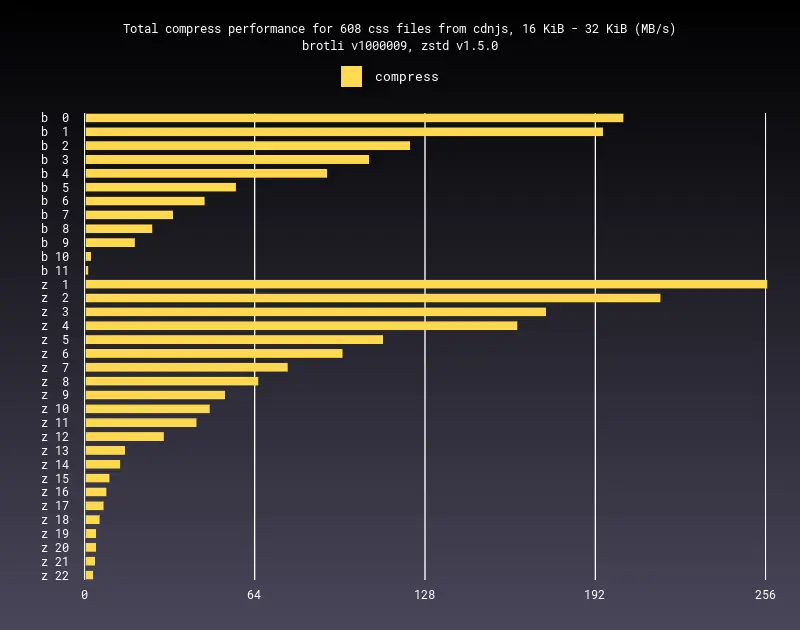 Total compress performance for 608 css files from cdnjs, 16 KiB - 32 KiB (MB/s)
brotli v1000009, zstd v1.5.0
compress
b 0
b 1
b 2
b 3
b 4
b 5
b 6
b 7
b 8
b 9
b 10
b 11
z 1
z 2
z 3
z 4
z 5
z 6
z 7
z 8
z 9
z 10
z 11
z 12
z 13
z 14
z 15
z 16
z 17
z 18
z 19
z 20
z 21
z 22
0 64 128 192 256